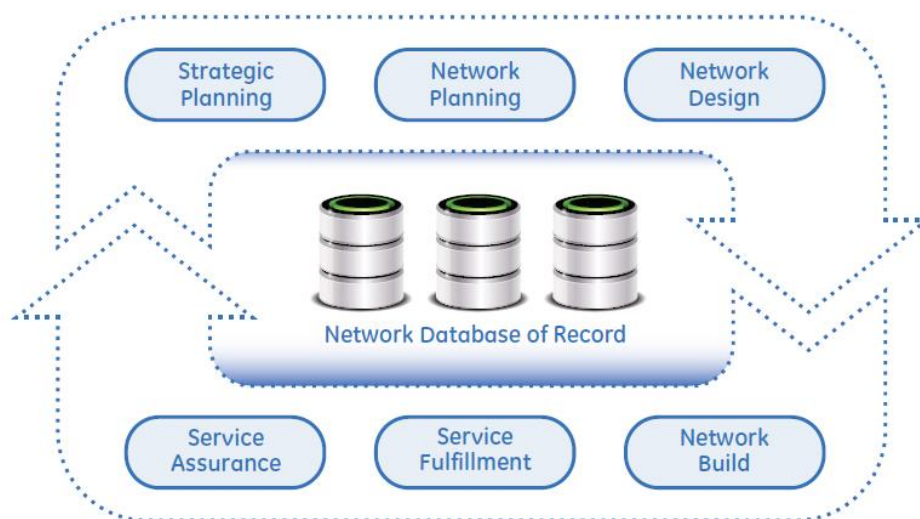 Strategic
Planning
Network
Planning
Network
Design
Network Database of Record
Service
Assurance
Service
Fulfillment
Network
Build